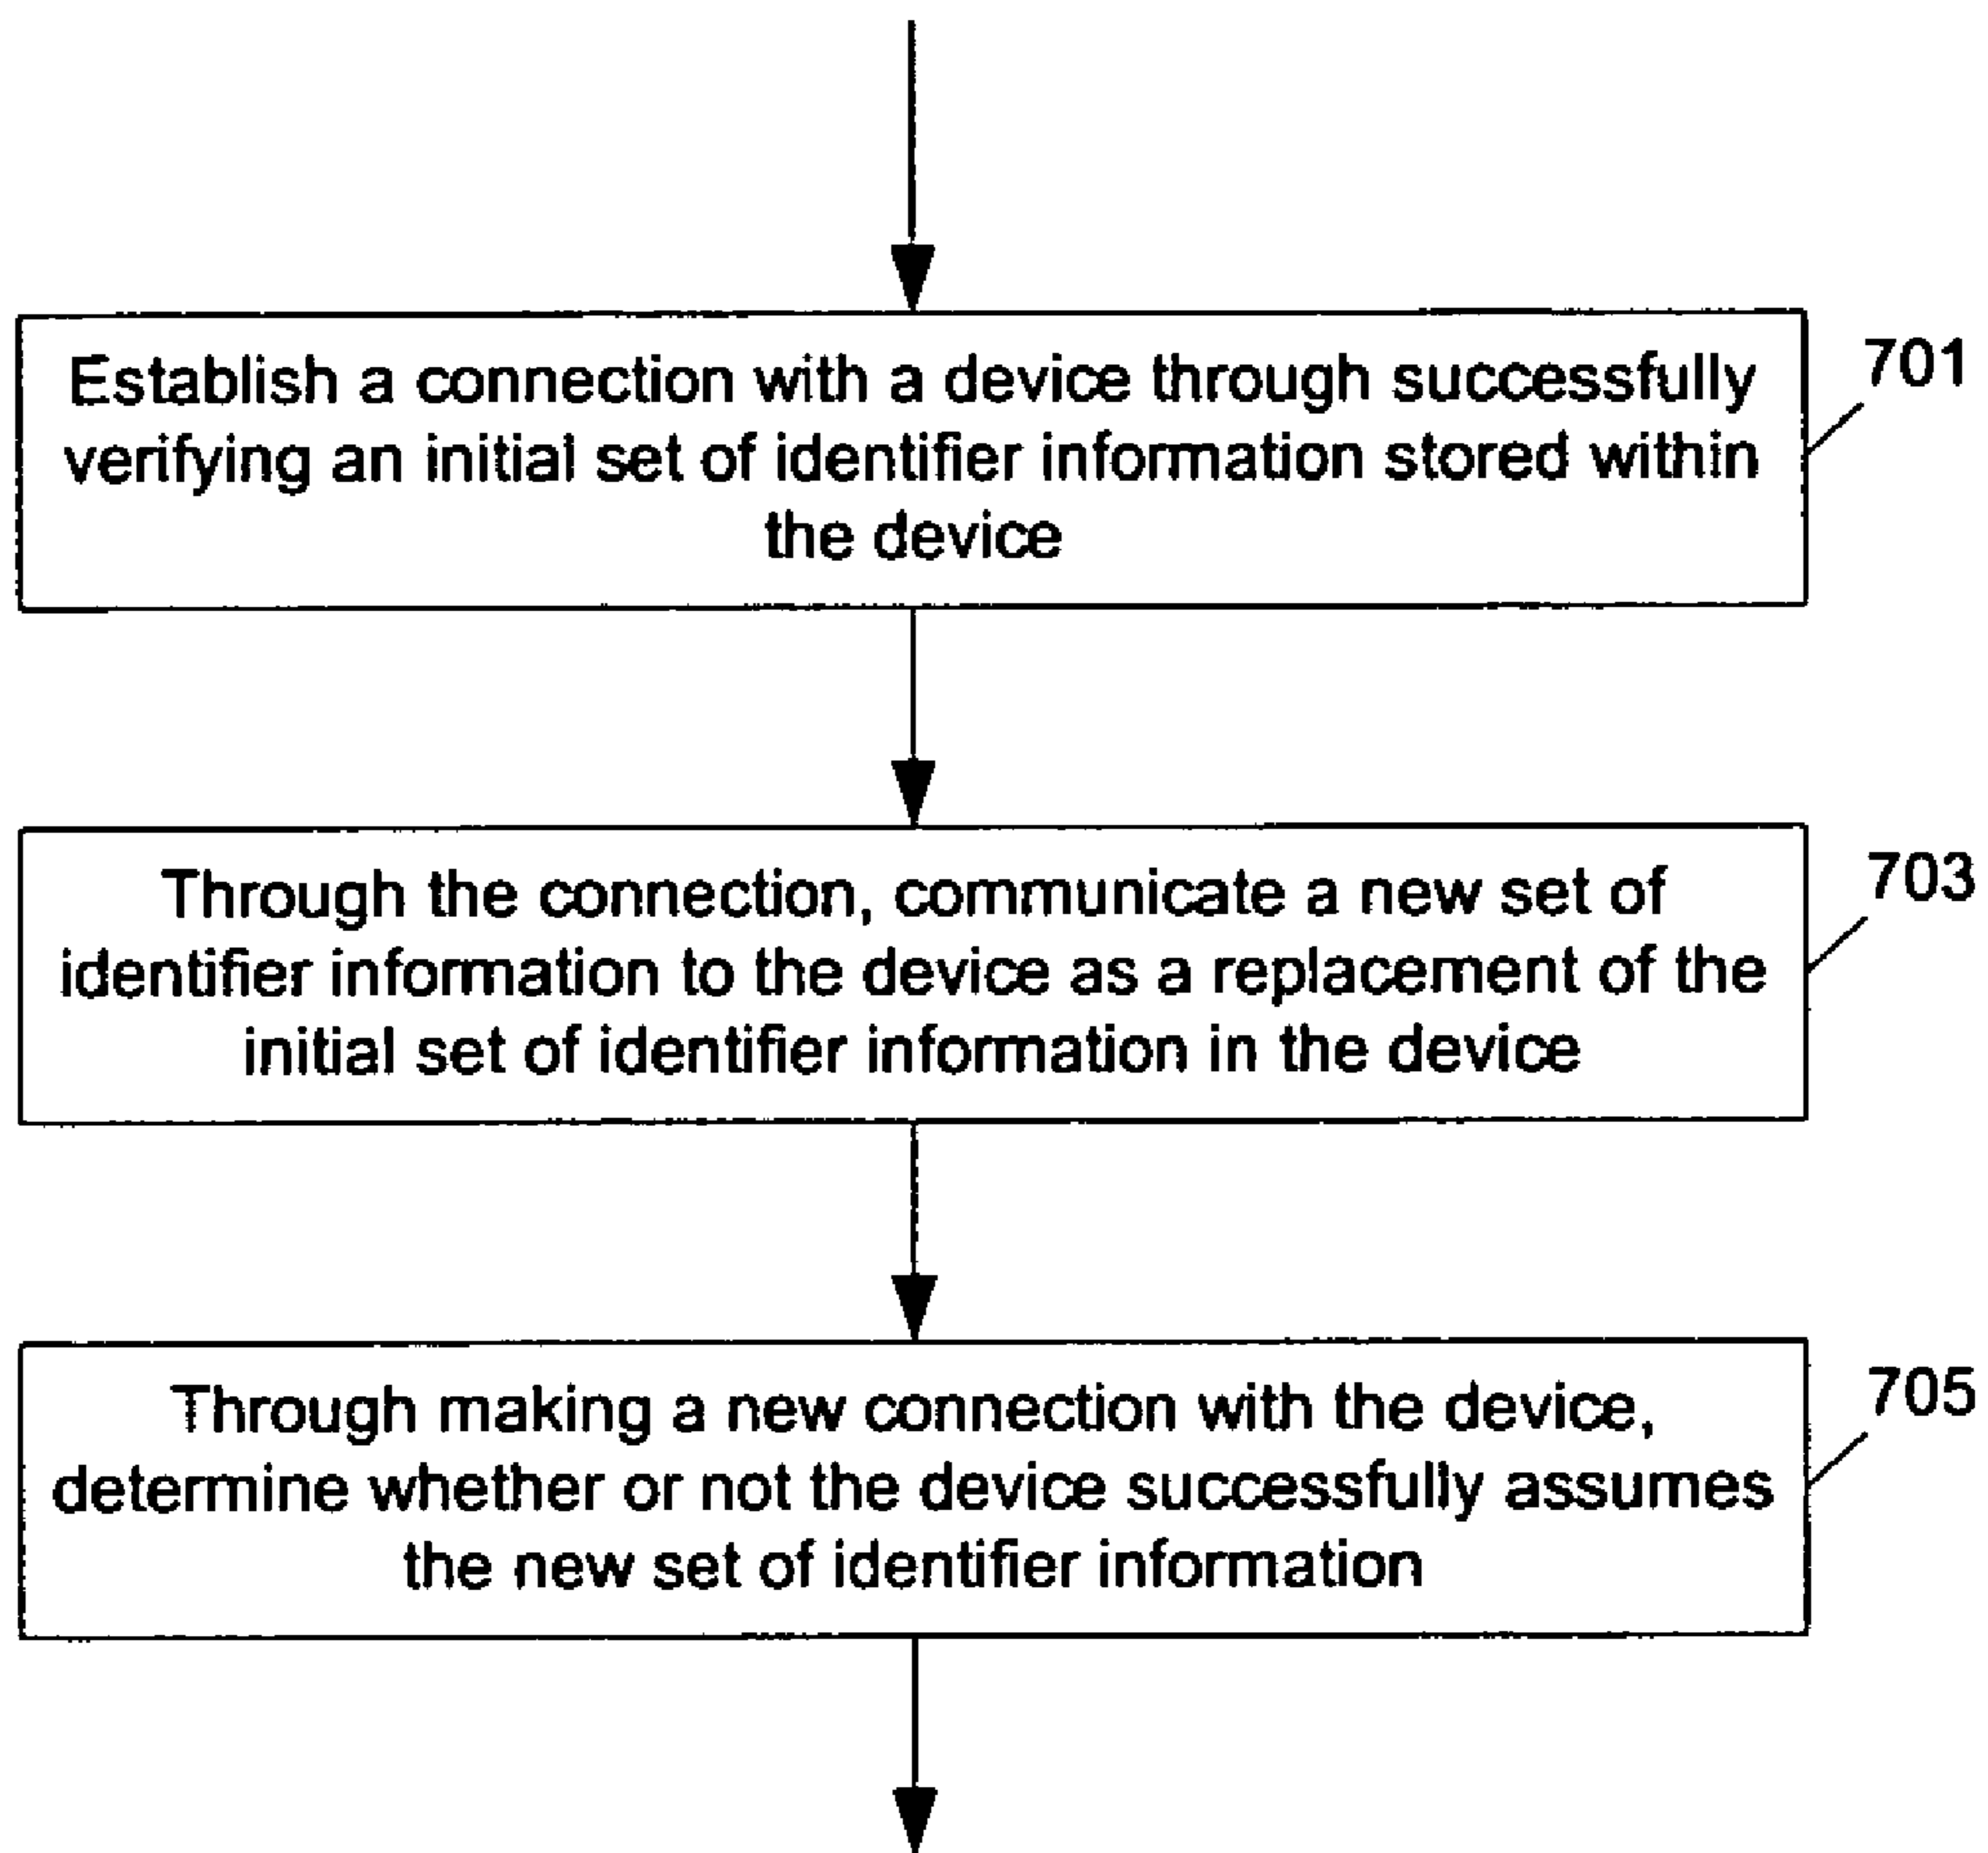 Establish a connection with a device through successfully
verifying an initial set of identifier information stored within
the device
701
Through the connection, communicate a new set of
identifier information to the device as a replacement of the
initial set of identifier information in the device
703
Through making a new connection with the device,
determine whether or not the device successfully assumes
the new set of identifier information
705